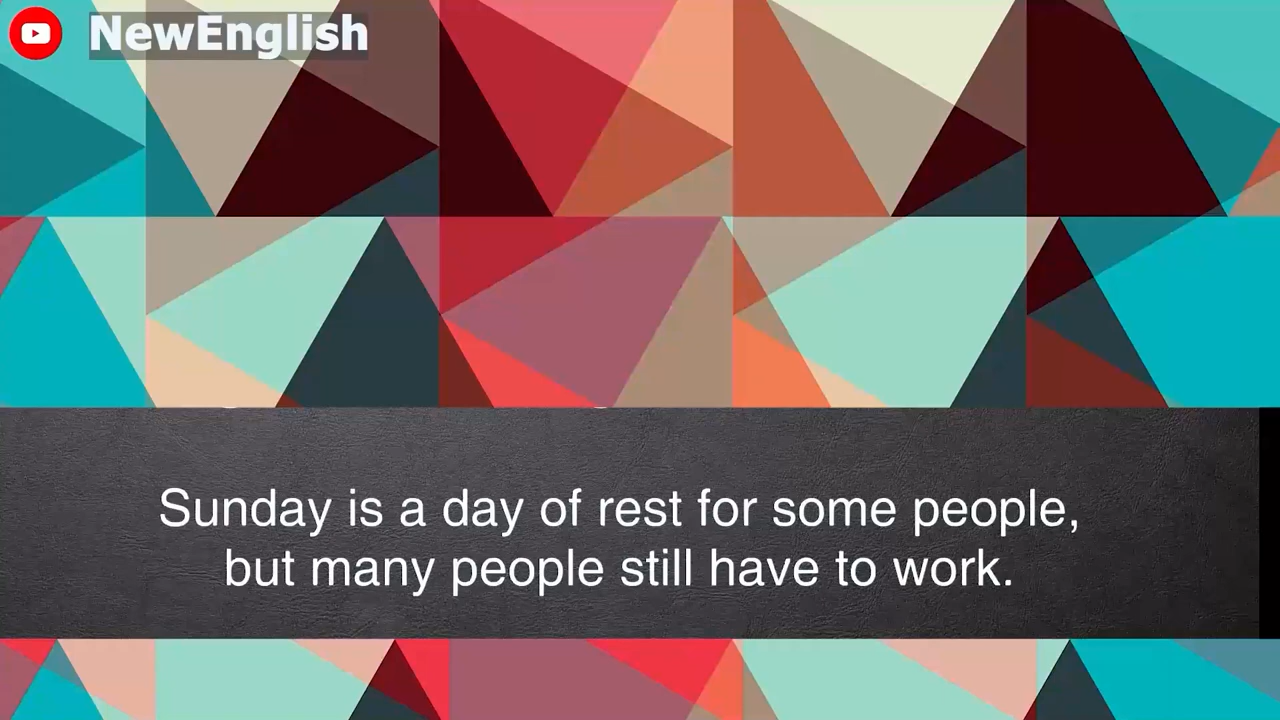 NewEnglish
Sunday is a day of rest for some people,
but many people still have to work.